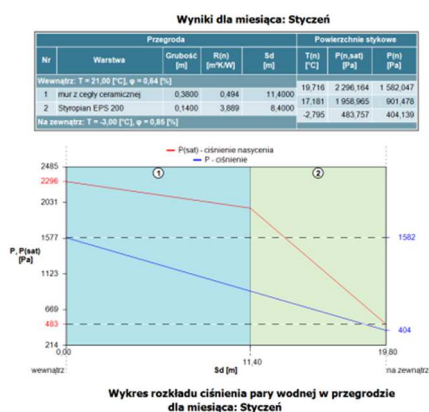 Wyniki dla miesiąca: Styczeń
Przegroda Powierzchnie stykowe
Nr Warstwa Grubość [m] R(n) [m²K/W] Sd [m] T(n) [°C] P(n,sat) [Pa] P(n) [Pa]
Wewnątrz: T = 21,00 [°C], φ = 0,64 [%]
19,716 2 296,164 1 582,047
1 mur z cegły ceramicznej 0,3800 0,494 11,4000
17,181 1 958,965 901,478
2 Styropian EPS 200 0,1400 3,889 8,4000
-2,795 483,757 404,139
Na zewnątrz: T = -3,00 [°C], φ = 0,85 [%]
P(sat) - ciśnienie nasycenia
P - ciśnienie
2485
1 2
2296
2031
1577 1582
P, P(sat)
[Pa]
1123
669
483
404
214
0,00 11,40 19,80
wewnątrz Sd [m] na zewnątrz
Wykres rozkładu ciśnienia pary wodnej w przegrodzie
dla miesiąca: Styczeń